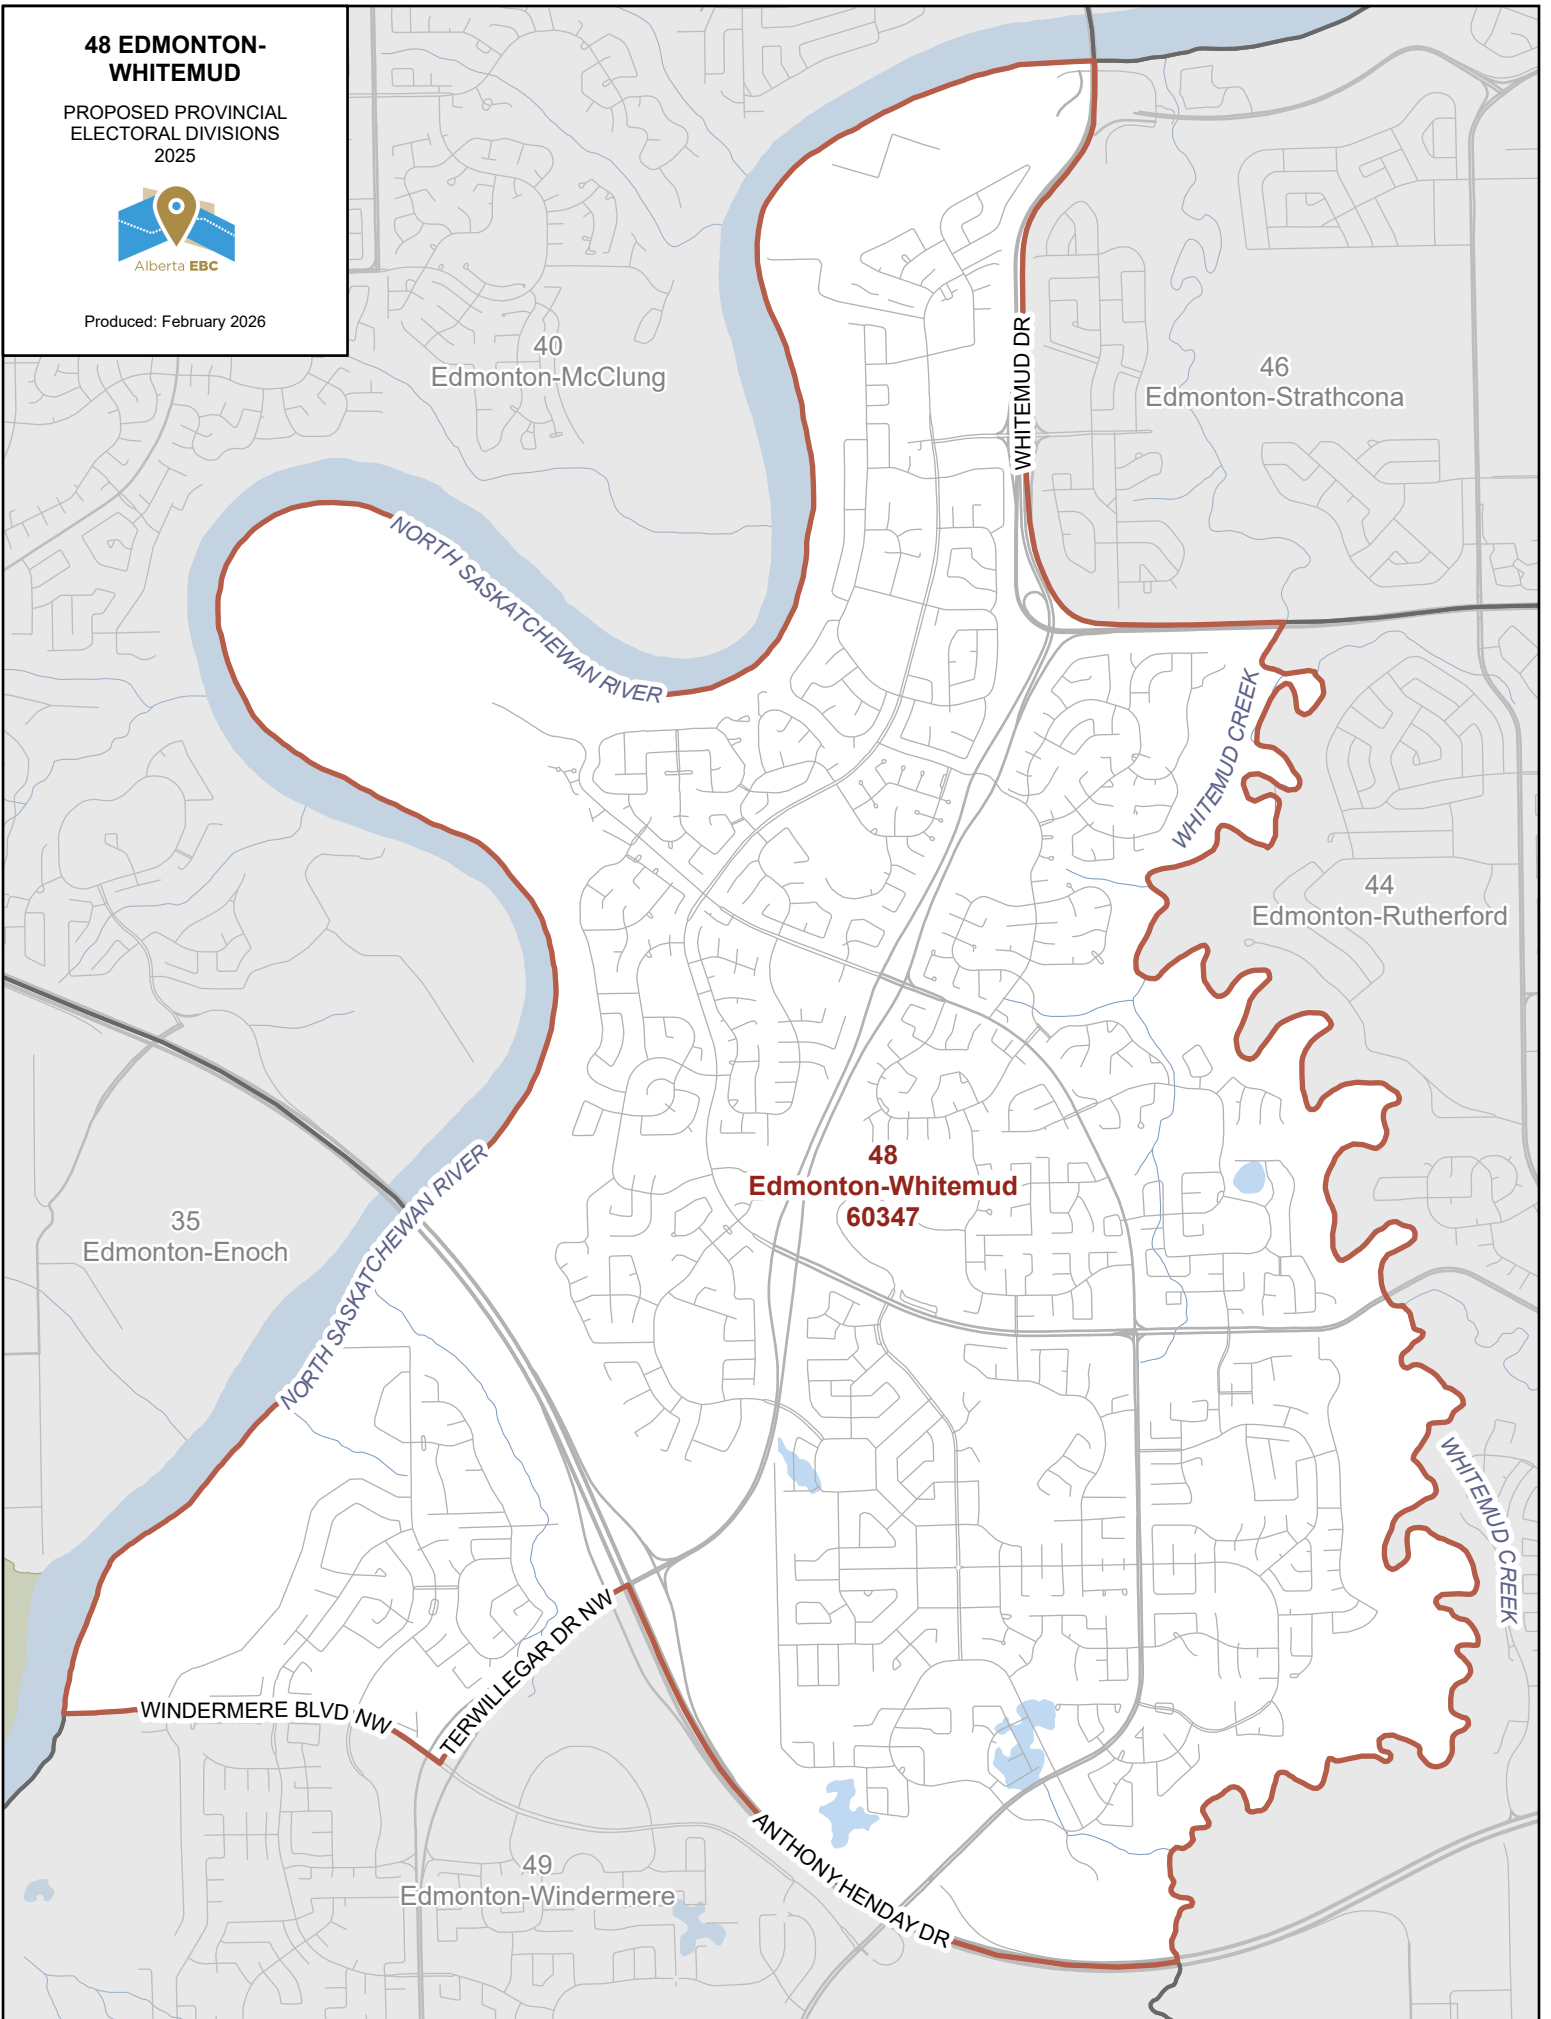 48 EDMONTON-
WHITEMUD
PROPOSED PROVINCIAL
ELECTORAL DIVISIONS
2025
Alberta EBC
Produced: February 2026
40
Edmonton-McClung
WHITEMUD DR
46
Edmonton-Strathcona
NORTH SASKATCHEWAN RIVER
WHITEMUD CREEK
44
Edmonton-Rutherford
48
Edmonton-Whitemud
60347
35
Edmonton-Enoch
NORTH SASKATCHEWAN RIVER
WHITEMUD CREEK
TERWILLEGAR DR NW
WINDERMERE BLVD NW
ANTHONY HENDAY DR
49
Edmonton-Windermere